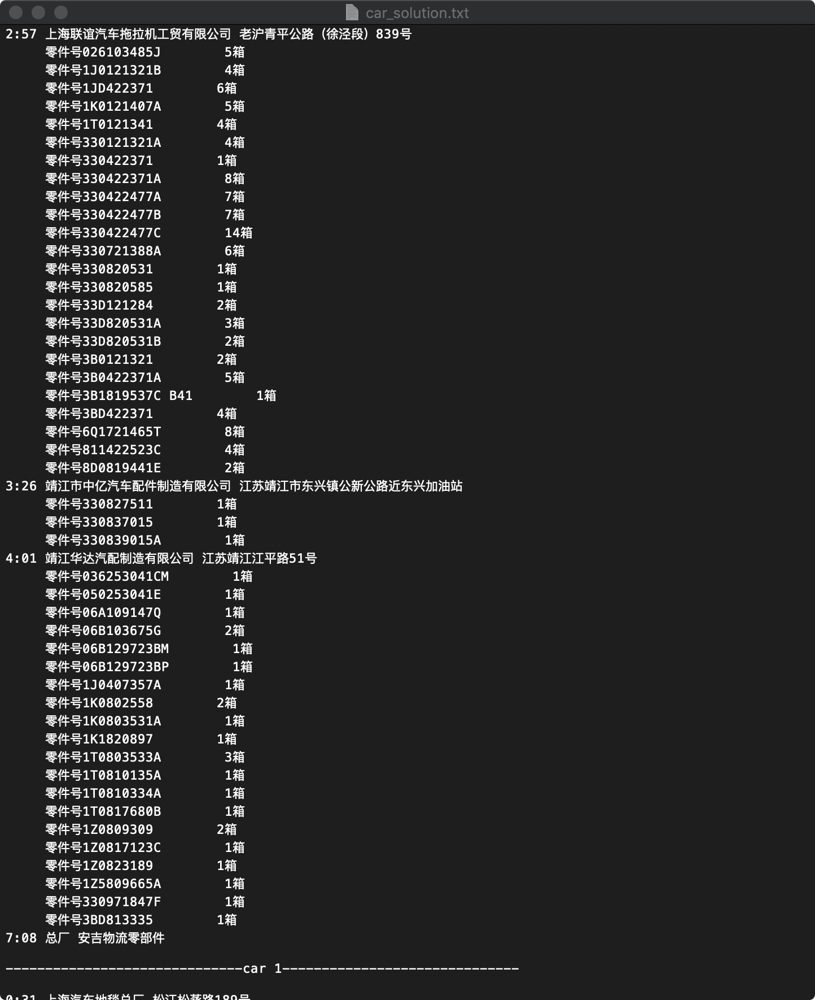 car_solution.txt
2:57 上海联谊汽车拖拉机工贸有限公司 老沪青平公路（徐泾段）839号
零件号026103485J 5箱
零件号1J0121321B 4箱
零件号1JD422371 6箱
零件号1K0121407A 5箱
零件号1T0121341 4箱
零件号330121321A 4箱
零件号330422371 1箱
零件号330422371A 8箱
零件号330422477A 7箱
零件号330422477B 7箱
零件号330422477C 14箱
零件号330721388A 6箱
零件号330820531 1箱
零件号330820585 1箱
零件号33D121284 2箱
零件号33D820531A 3箱
零件号33D820531B 2箱
零件号3B0121321 2箱
零件号3B0422371A 5箱
零件号3B1819537C B41 1箱
零件号3BD422371 4箱
零件号6Q1721465T 8箱
零件号811422523C 4箱
零件号8D0819441E 2箱
3:26 靖江市中亿汽车配件制造有限公司 江苏靖江市东兴镇公新公路近东兴加油站
零件号330827511 1箱
零件号330837015 1箱
零件号330839015A 1箱
4:01 靖江华达汽配制造有限公司 江苏靖江江平路51号
零件号036253041CM 1箱
零件号050253041E 1箱
零件号06A109147Q 1箱
零件号06B103675G 2箱
零件号06B129723BM 1箱
零件号06B129723BP 1箱
零件号1J0407357A 1箱
零件号1K0802558 2箱
零件号1K0803531A 1箱
零件号1K1820897 1箱
零件号1T0803533A 3箱
零件号1T0810135A 1箱
零件号1T0810334A 1箱
零件号1T0817680B 1箱
零件号1Z0809309 2箱
零件号1Z0817123C 1箱
零件号1Z0823189 1箱
零件号1Z5809665A 1箱
零件号330971847F 1箱
零件号3BD813335 1箱
7:08 总厂 安吉物流零部件
------------------------------car 1------------------------------
0:31 上海汽车地毯总厂 松江松蒸路189号